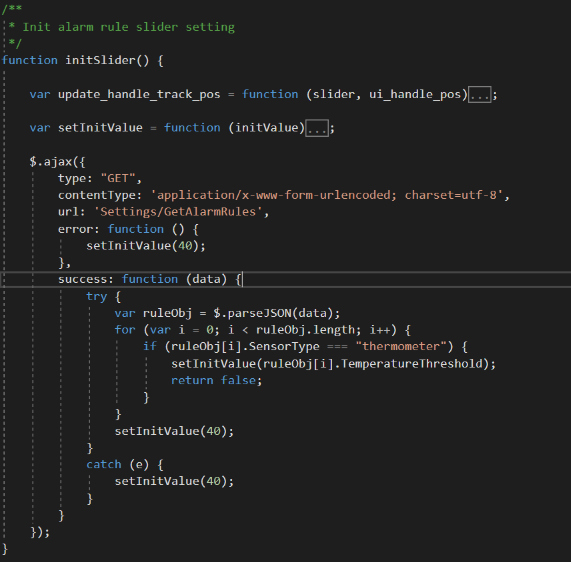 /**
 * Init alarm rule slider setting
 */
function initSlider() {
    var update_handle_track_pos = function (slider, ui_handle_pos)...;
    var setInitValue = function (initValue)...;
    $.ajax({
        type: "GET",
        contentType: 'application/x-www-form-urlencoded; charset=utf-8',
        url: 'Settings/GetAlarmRules',
        error: function () {
            setInitValue(40);
        },
        success: function (data) {
            try {
                var ruleObj = $.parseJSON(data);
                for (var i = 0; i < ruleObj.length; i++) {
                    if (ruleObj[i].SensorType === "thermometer") {
                        setInitValue(ruleObj[i].TemperatureThreshold);
                        return false;
                    }
                }
                setInitValue(40);
            }
            catch (e) {
                setInitValue(40);
            }
        }
    });
}